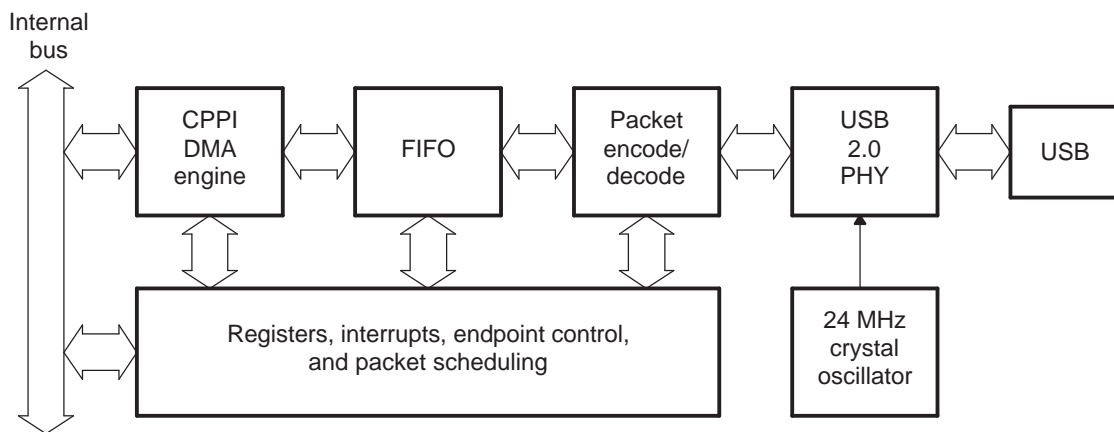 Internal
bus
CPPI
DMA
engine
FIFO
Packet
encode/
decode
USB
2.0
PHY
USB
Registers, interrupts, endpoint control,
and packet scheduling
24 MHz
crystal
oscillator